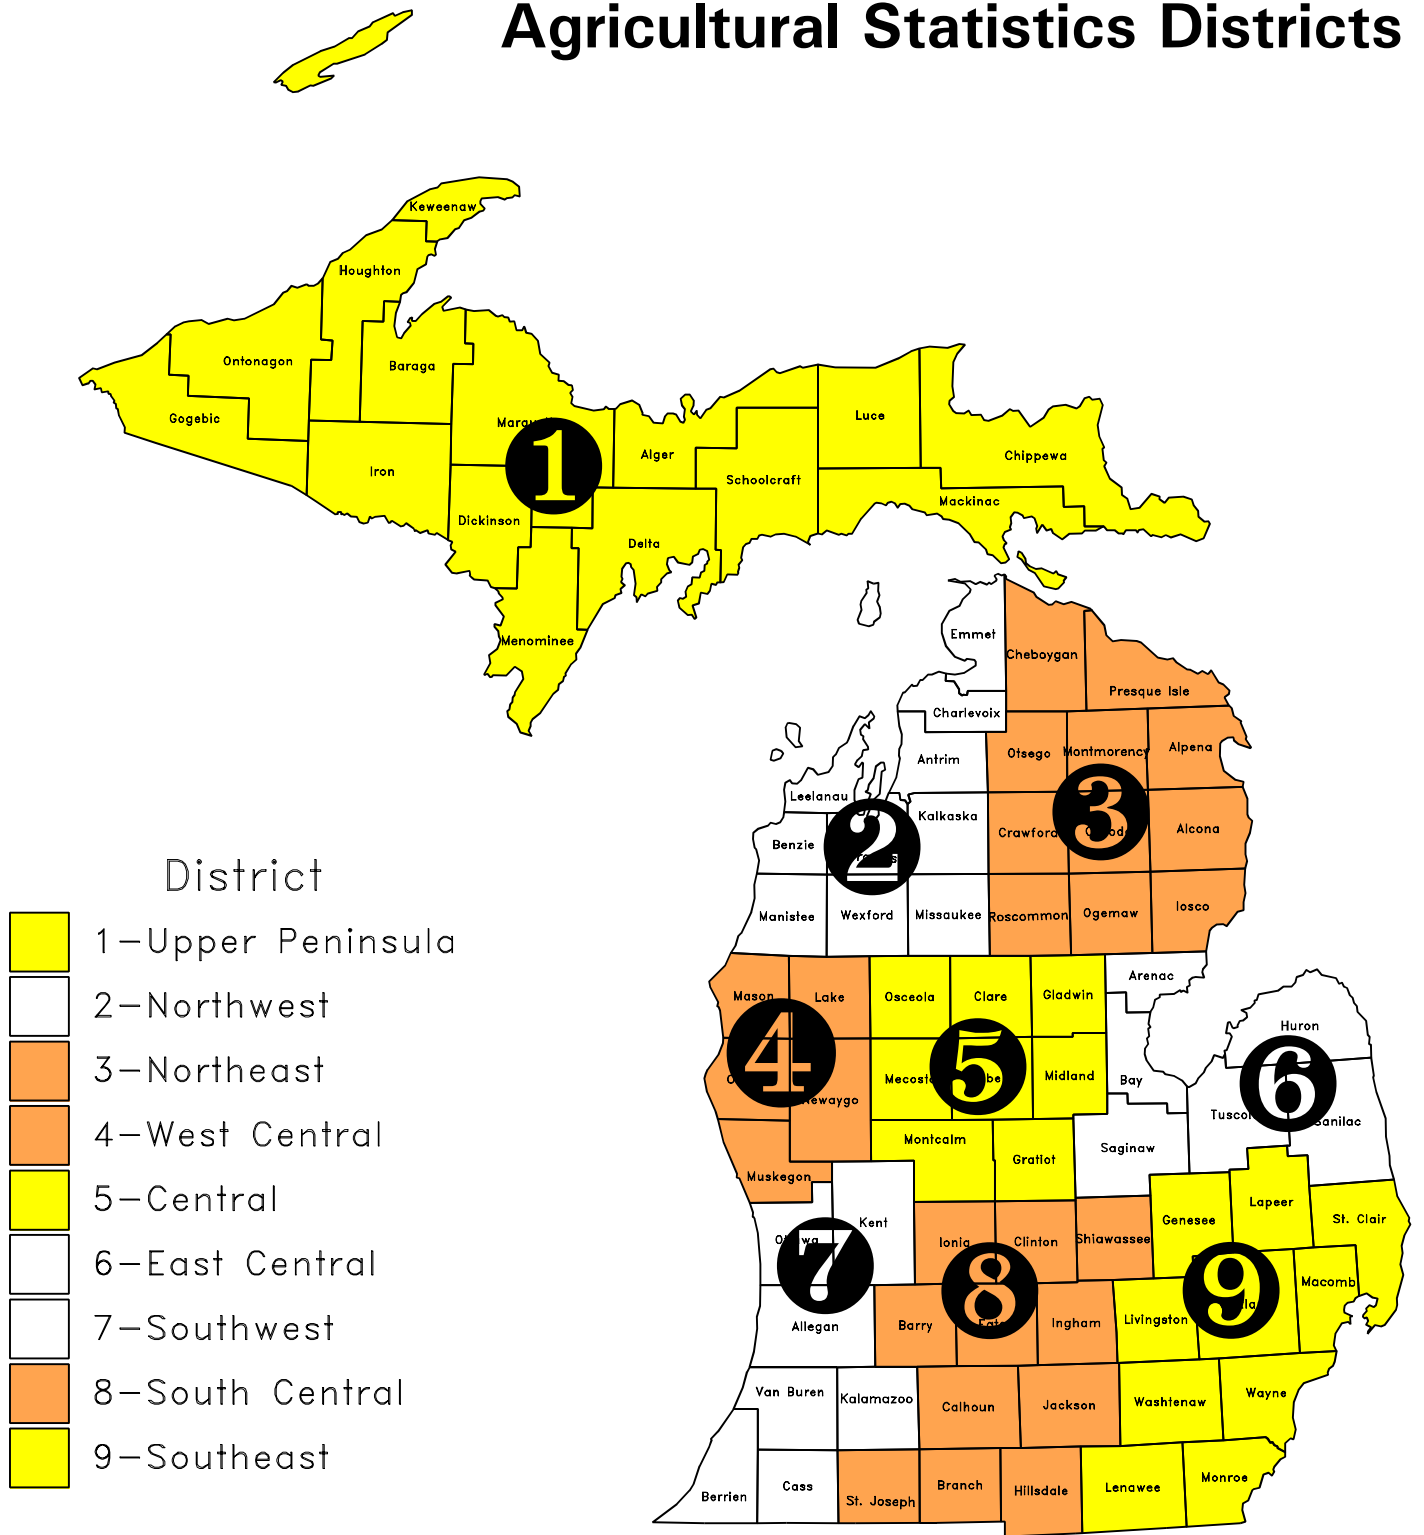 Agricultural Statistics Districts
Keweenaw
Houghton
Ontonagon
Baraga
Gogebic
Luce
Alger
Chippewa
Iron
Schoolcraft
Mackinac
Dickinson
1
Delta
Menominee
Emmet
Cheboygan
Presque Isle
Charlevoix
Antrim
Otsego
Montmorency
Alpena
Leelanau
Kalkaska
Benzie
2
Crawford
3
Alcona
Manistee
Wexford
Missaukee
Roscommon
Ogemaw
Iosco
Mason
Lake
Osceola
Clare
Gladwin
Arenac
Huron
4
5
6
Midland
Bay
Sanilac
Montcalm
Gratiot
Saginaw
Muskegon
Kent
Genesee
Lapeer
St. Clair
7
Ionia
Clinton
Shiawassee
8
9
Macomb
Allegan
Barry
Ingham
Livingston
Van Buren
Kalamazoo
Calhoun
Jackson
Washtenaw
Wayne
Berrien
Cass
St. Joseph
Branch
Hillsdale
Lenawee
Monroe
District
1-Upper Peninsula
2-Northwest
3-Northeast
4-West Central
5-Central
6-East Central
7-Southwest
8-South Central
9-Southeast